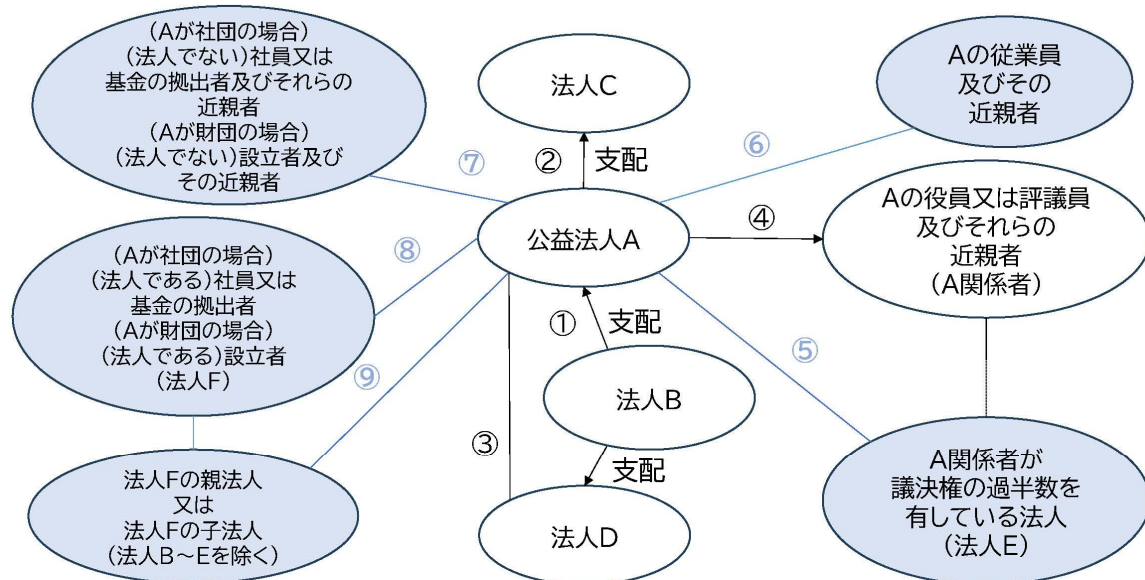 (Aが社団の場合)
(法人でない)社員又は
基金の拠出者及びそれらの
近親者
(Aが財団の場合)
(法人でない)設立者及び
その近親者
法人C
Aの従業員
及びその
近親者
⑦
②
支配
⑥
公益法人A
④
Aの役員又は評議員
及びそれらの
近親者
(A関係者)
(Aが社団の場合)
(法人である)社員又は
基金の拠出者
(Aが財団の場合)
(法人である)設立者
(法人F)
⑧
①
支配
⑤
⑨
法人B
③
支配
法人Fの親法人
又は
法人Fの子法人
(法人B~Eを除く)
法人D
A関係者が
議決権の過半数を
有している法人
(法人E)